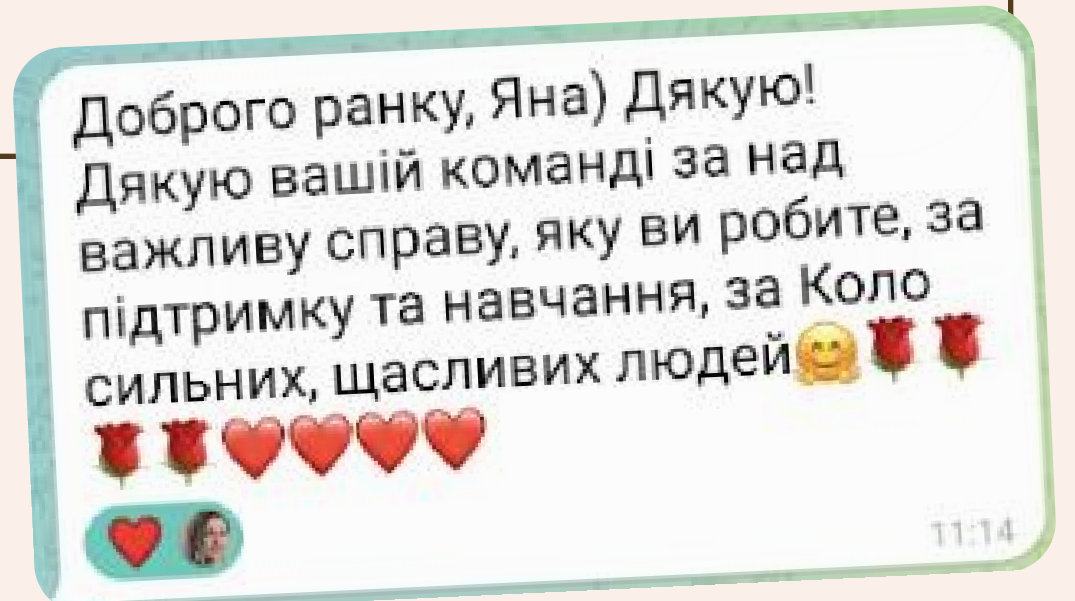 Доброго ранку, Яна) Дякую!
Дякую вашій команді за над
важливу справу, яку ви робите, за
підтримку та навчання, за Коло
сильних, щасливих людей🤗🌹🌹
🌹🌹❤️❤️❤️❤️
❤️
11:14